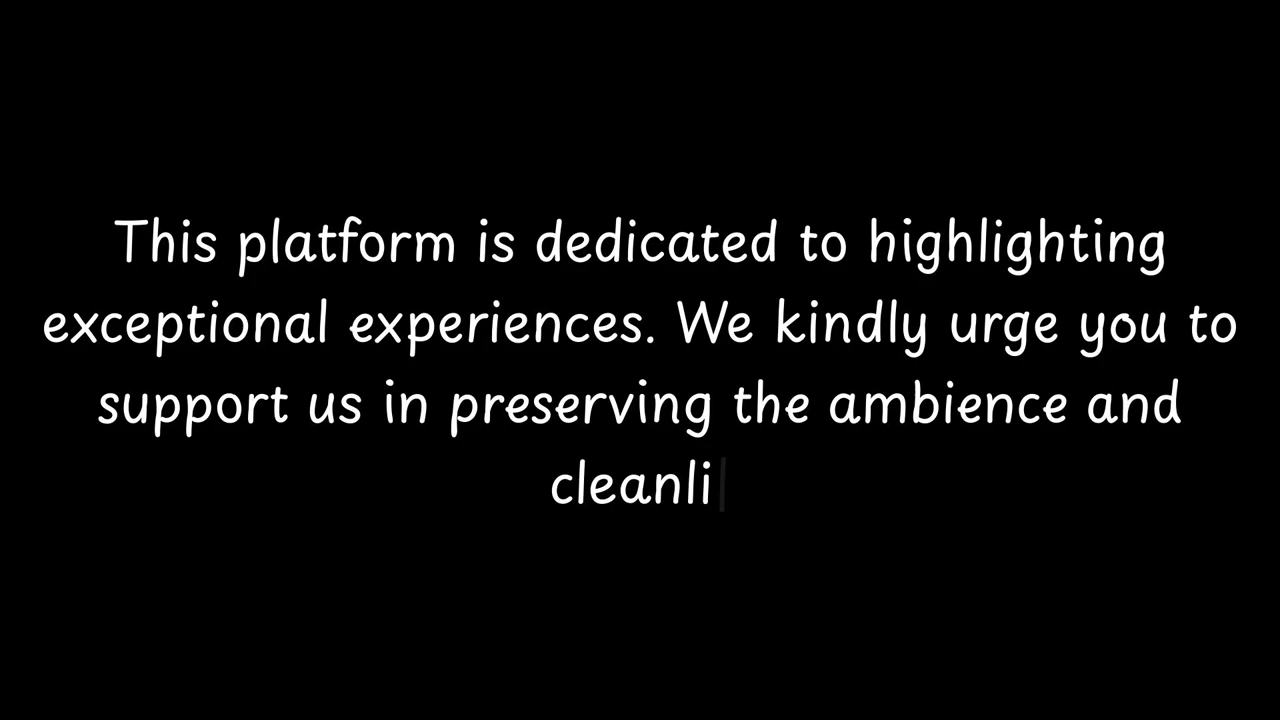 This platform is dedicated to highlighting
exceptional experiences. We kindly urge you to
support us in preserving the ambience and
cleanli